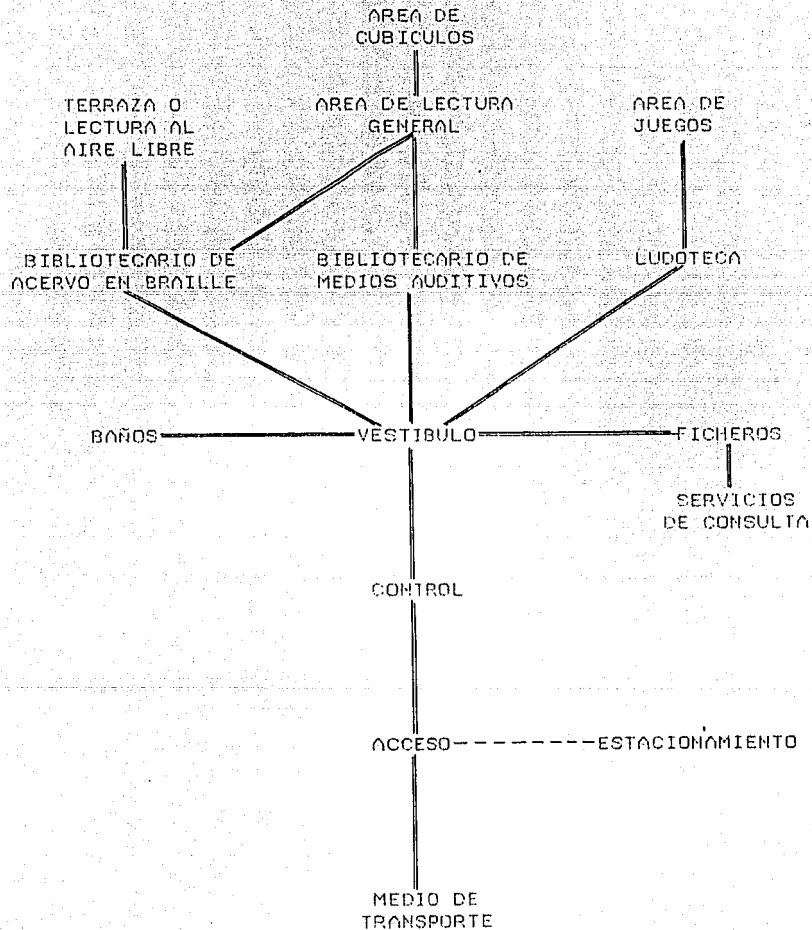 AREA DE
CUBICULOS
TERRAZA O
LECTURA AL
AIRE LIBRE
AREA DE LECTURA
GENERAL
AREA DE
JUEGOS
BIBLIOTECARIO DE
ACERVO EN BRAILLE
BIBLIOTECARIO DE
MEDIOS AUDITIVOS
LUDOTECA
BAÑOS
VESTIBULO
FICHEROS
SERVICIOS
DE CONSULTA
CONTROL
ACCESO
ESTACIONAMIENTO
MEDIO DE
TRANSPORTE